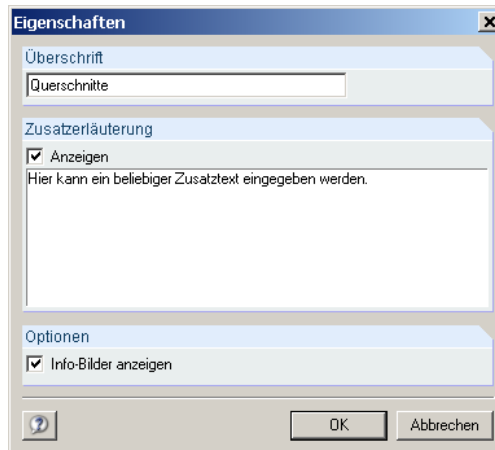 Eigenschaften
Überschrift
Querschnitte
Zusatzerläuterung
Anzeigen
Hier kann ein beliebiger Zusatztext eingegeben werden.
Optionen
Info-Bilder anzeigen
OK Abbrechen